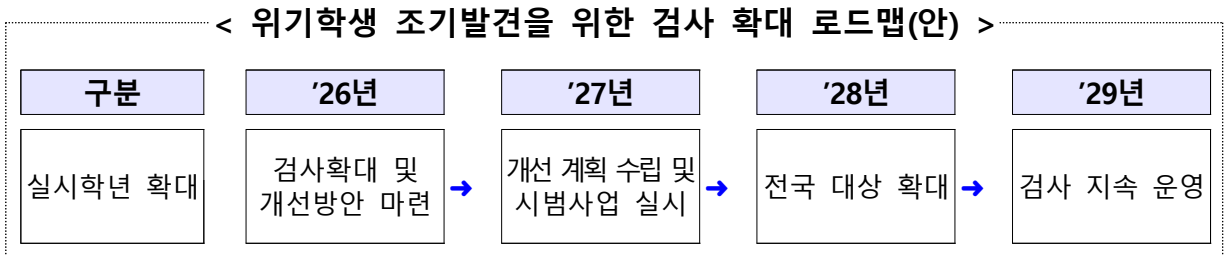 < 위기학생 조기발견을 위한 검사 확대 로드맵(안) >
구분 ’26년 ’27년 ’28년 ’29년
실시학년 확대
검사확대 및
개선방안 마련
➜
개선 계획 수립 및
시범사업 실시
➜
전국 대상 확대
➜
검사 지속 운영